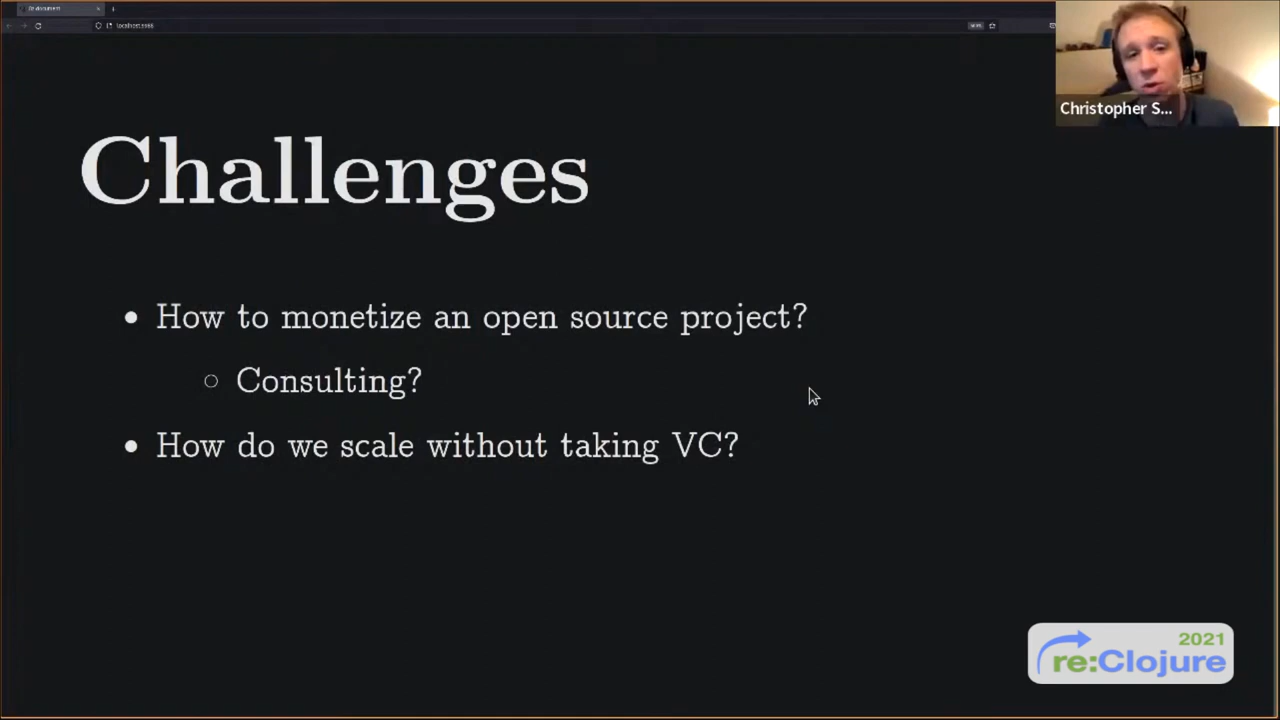 localhost
Christopher S...
Challenges
• How to monetize an open source project?
○ Consulting?
• How do we scale without taking VC?
2021
re:Clojure